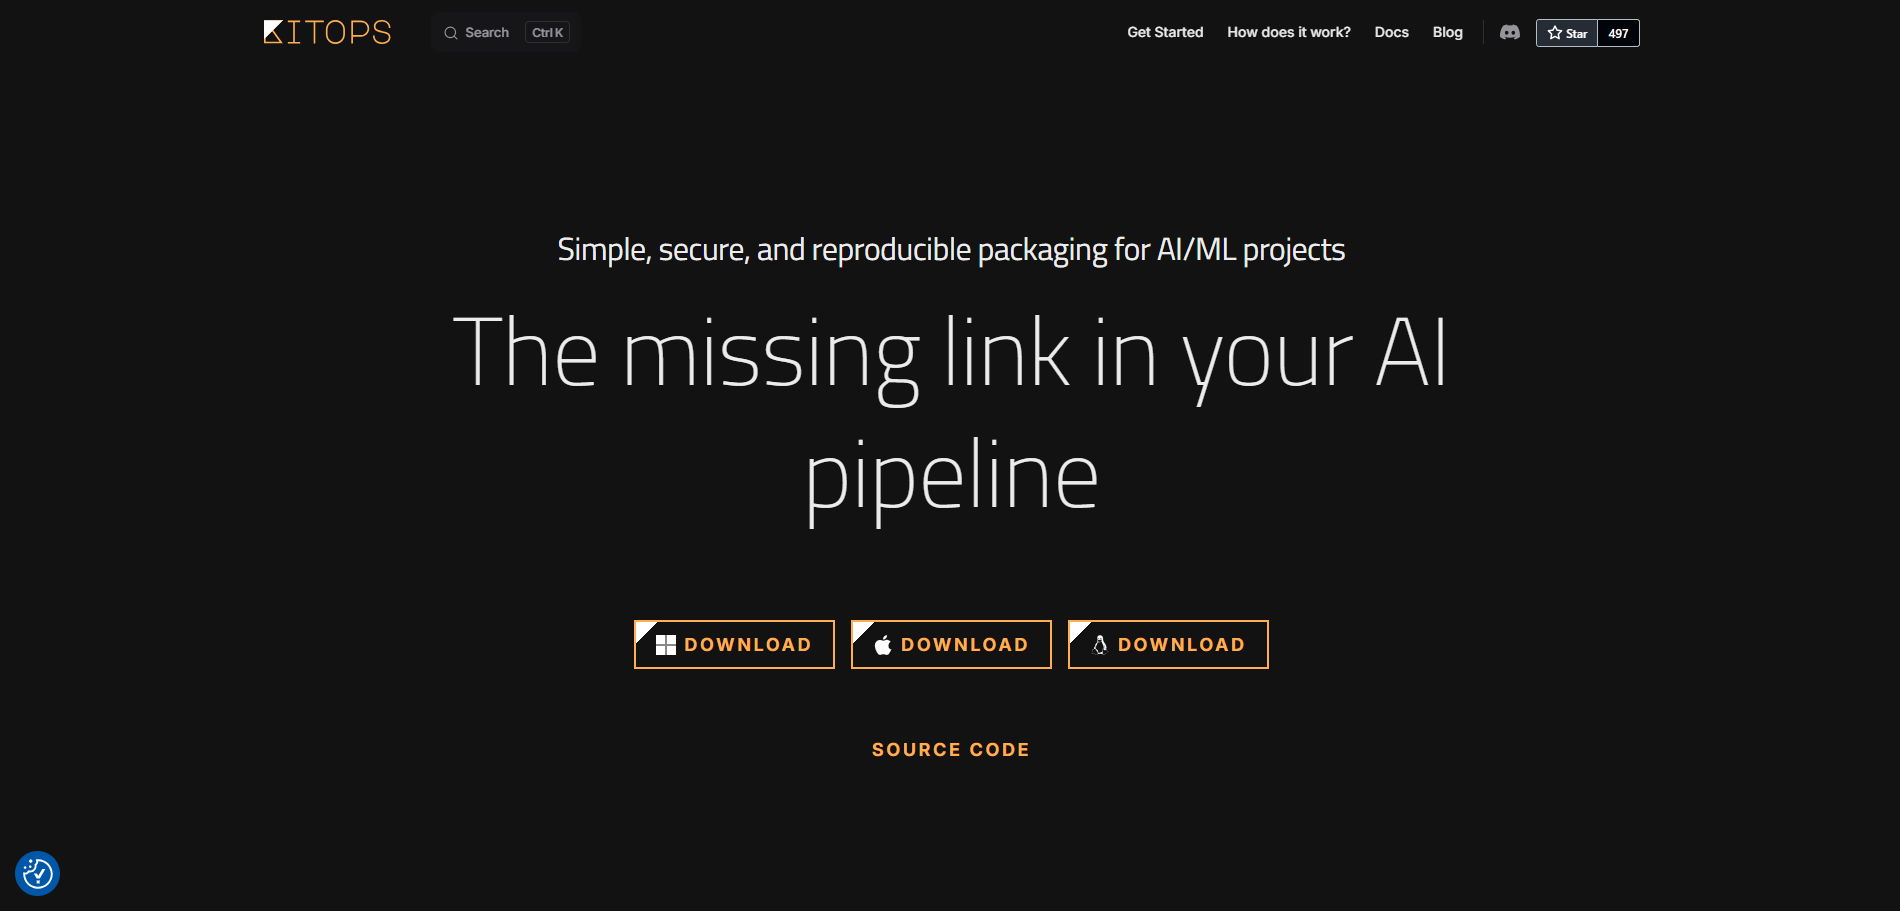 KITOPS
Search Ctrl K
Get Started How does it work? Docs Blog
Star 497
Simple, secure, and reproducible packaging for AI/ML projects
The missing link in your AI
pipeline
DOWNLOAD DOWNLOAD DOWNLOAD
SOURCE CODE